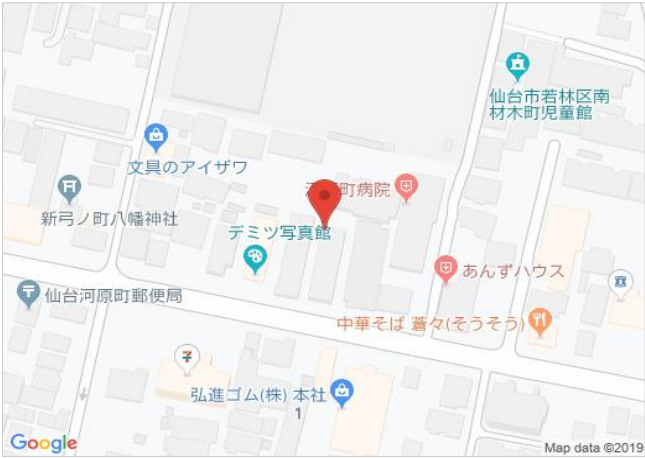 仙台市若林区南
材木町児童館
文具のアイザワ
町病院
新弓ノ町八幡神社
デミツ写真館
あんずハウス
仙台河原町郵便局
中華そば 蒼々(そうそう)
7
弘進ゴム(株) 本社
1
Google
Map data ©2019